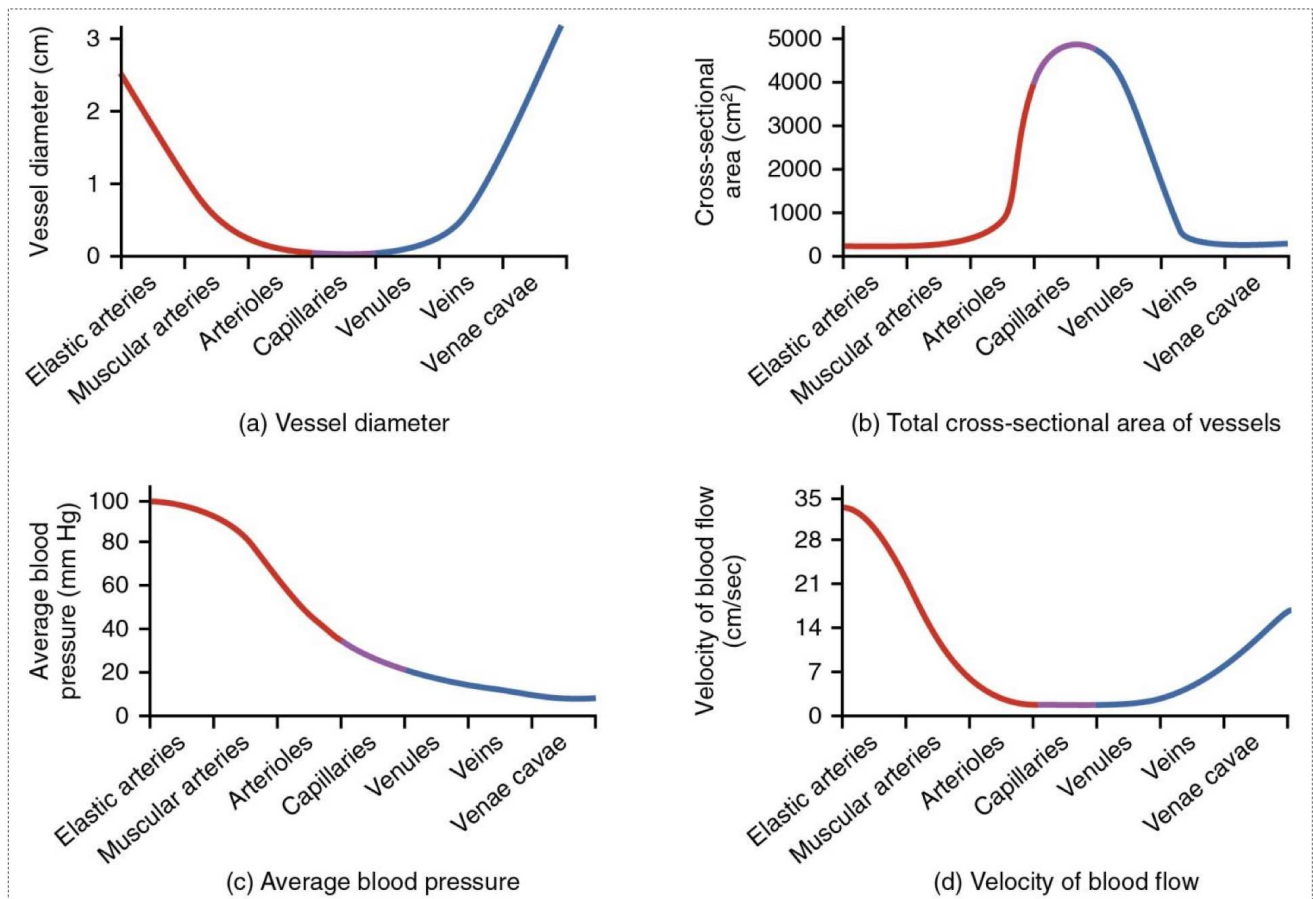 Vessel diameter (cm)
3
2
1
0
Elastic arteries
Muscular arteries
Arterioles
Capillaries
Venules
Veins
Venae cavae
(a) Vessel diameter
Cross-sectional
area (cm²)
5000
4000
3000
2000
1000
0
Elastic arteries
Muscular arteries
Arterioles
Capillaries
Venules
Veins
Venae cavae
(b) Total cross-sectional area of vessels
Average blood
pressure (mm Hg)
100
80
60
40
20
0
Elastic arteries
Muscular arteries
Arterioles
Capillaries
Venules
Veins
Venae cavae
(c) Average blood pressure
Velocity of blood flow
(cm/sec)
35
28
21
14
7
0
Elastic arteries
Muscular arteries
Arterioles
Capillaries
Venules
Veins
Venae cavae
(d) Velocity of blood flow